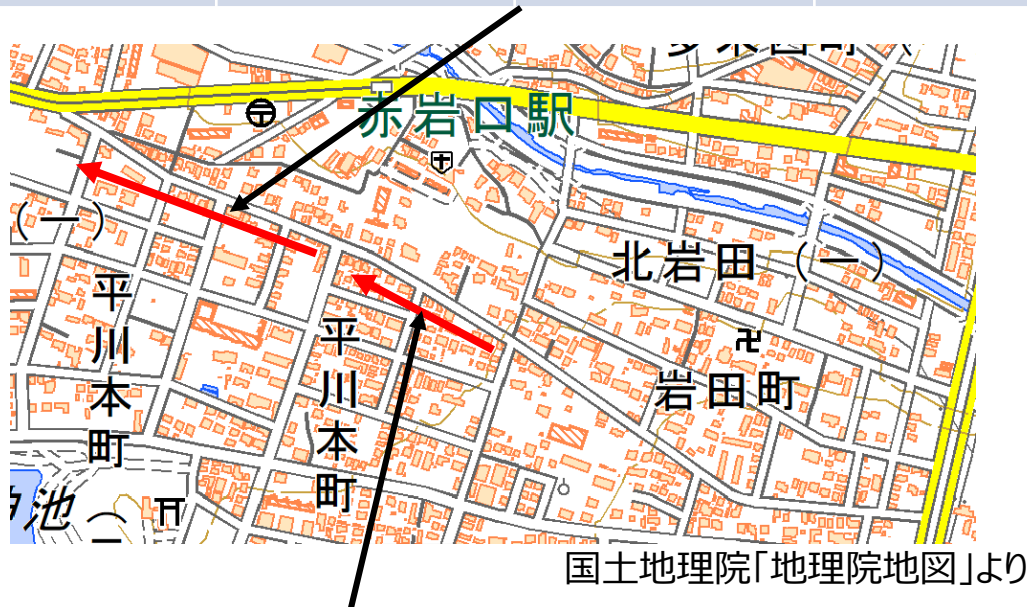 赤岩口駅
(一)
北岩田(一)
平川本町
平川本町
岩田町
池
国土地理院「地理院地図」より